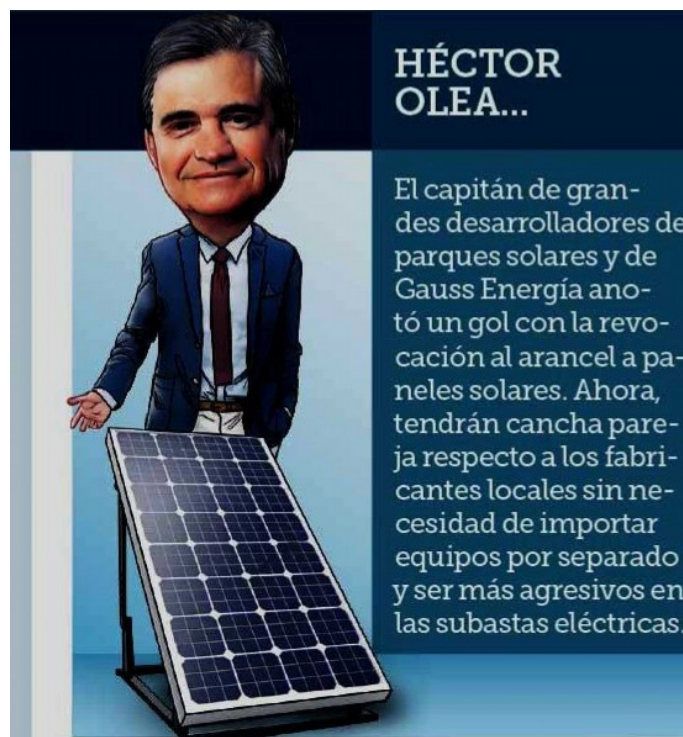 HÉCTOR
OLEA...
El capitán de gran-
des desarrolladores de
parques solares y de
Gauss Energía ano-
tó un gol con la revo-
cación al arancel a pa-
neles solares. Ahora,
tendrán cancha pare-
ja respecto a los fabri-
cantes locales sin ne-
cesidad de importar
equipos por separado
y ser más agresivos en
las subastas eléctricas.